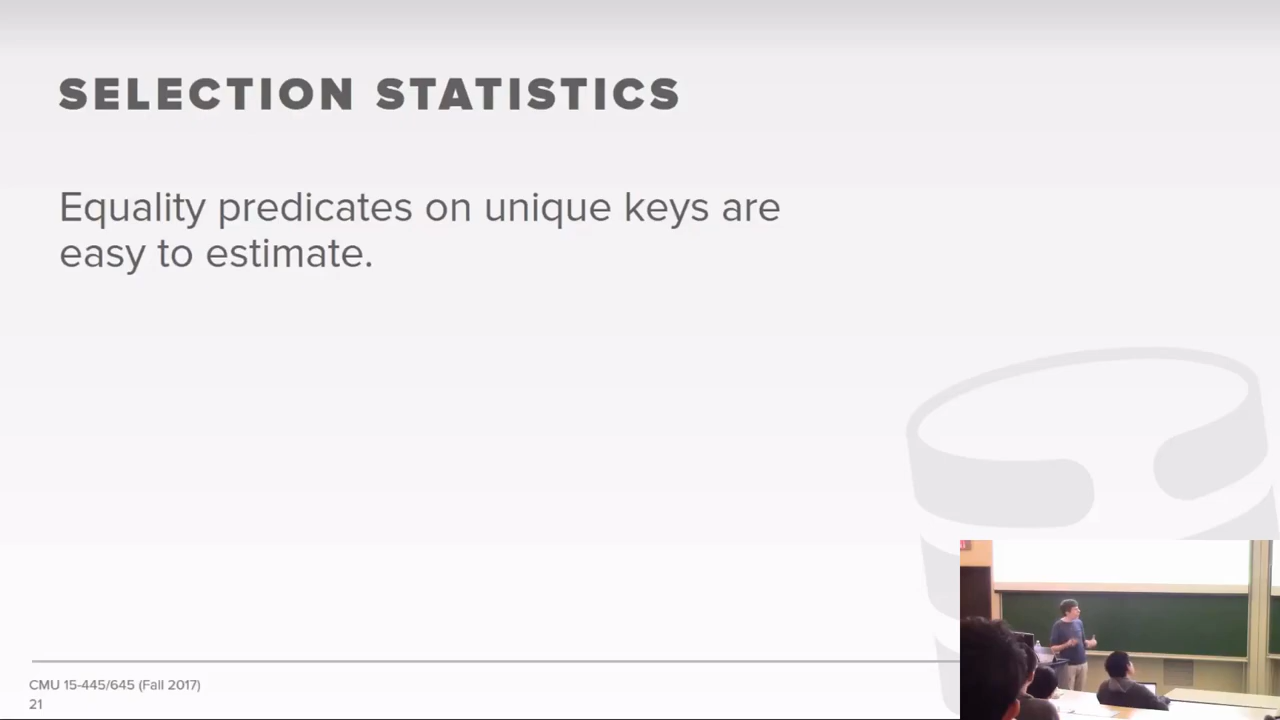 SELECTION STATISTICS
Equality predicates on unique keys are
easy to estimate.
CMU 15-445/645 (Fall 2017)
21